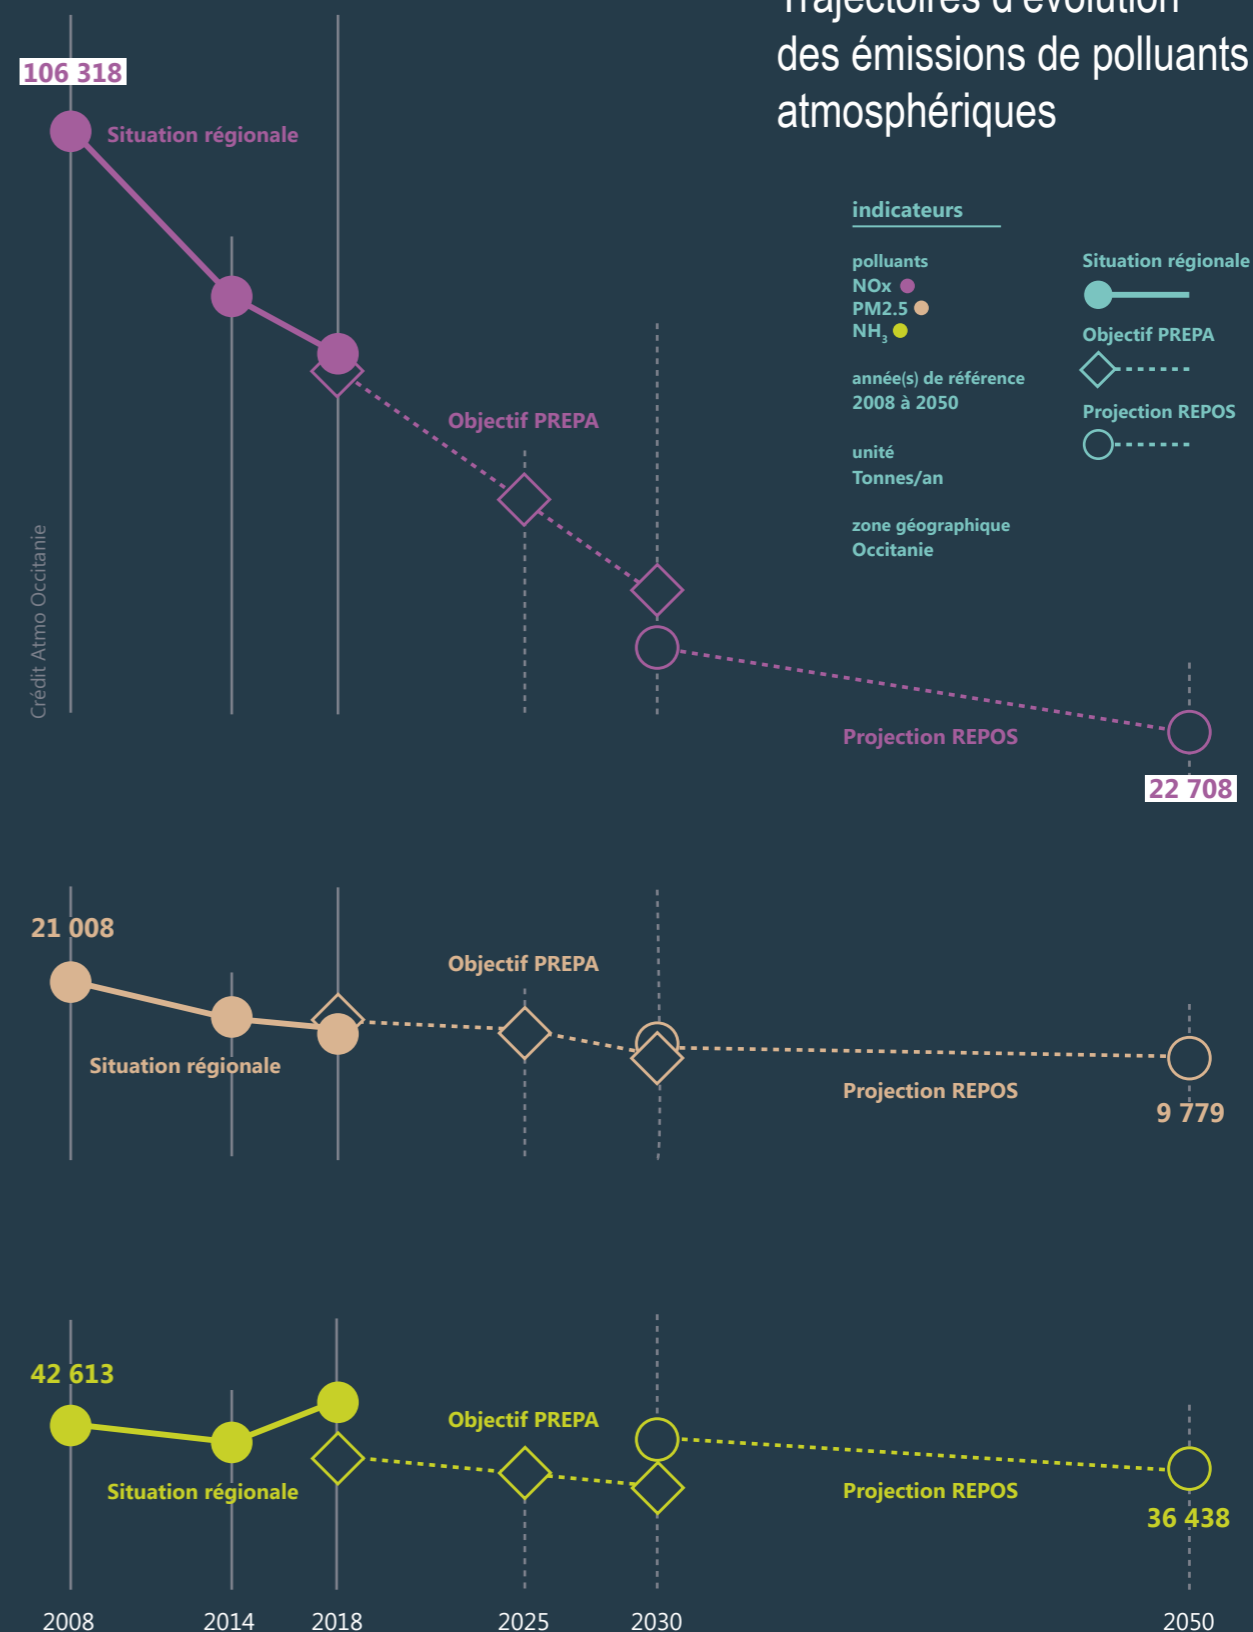 Trajectoires d'évolution
des émissions de polluants
atmosphériques
106 318
Situation régionale
indicateurs
polluants
NOx
PM2.5
NH3
année(s) de référence
2008 à 2050
unité
Tonnes/an
zone géographique
Occitanie
Situation régionale
Objectif PREPA
Projection REPOS
Objectif PREPA
Crédit Atmo Occitanie
Projection REPOS
22 708
21 008
Objectif PREPA
Situation régionale
Projection REPOS
9 779
42 613
Objectif PREPA
Situation régionale
Projection REPOS
36 438
2008 2014 2018 2025 2030 2050